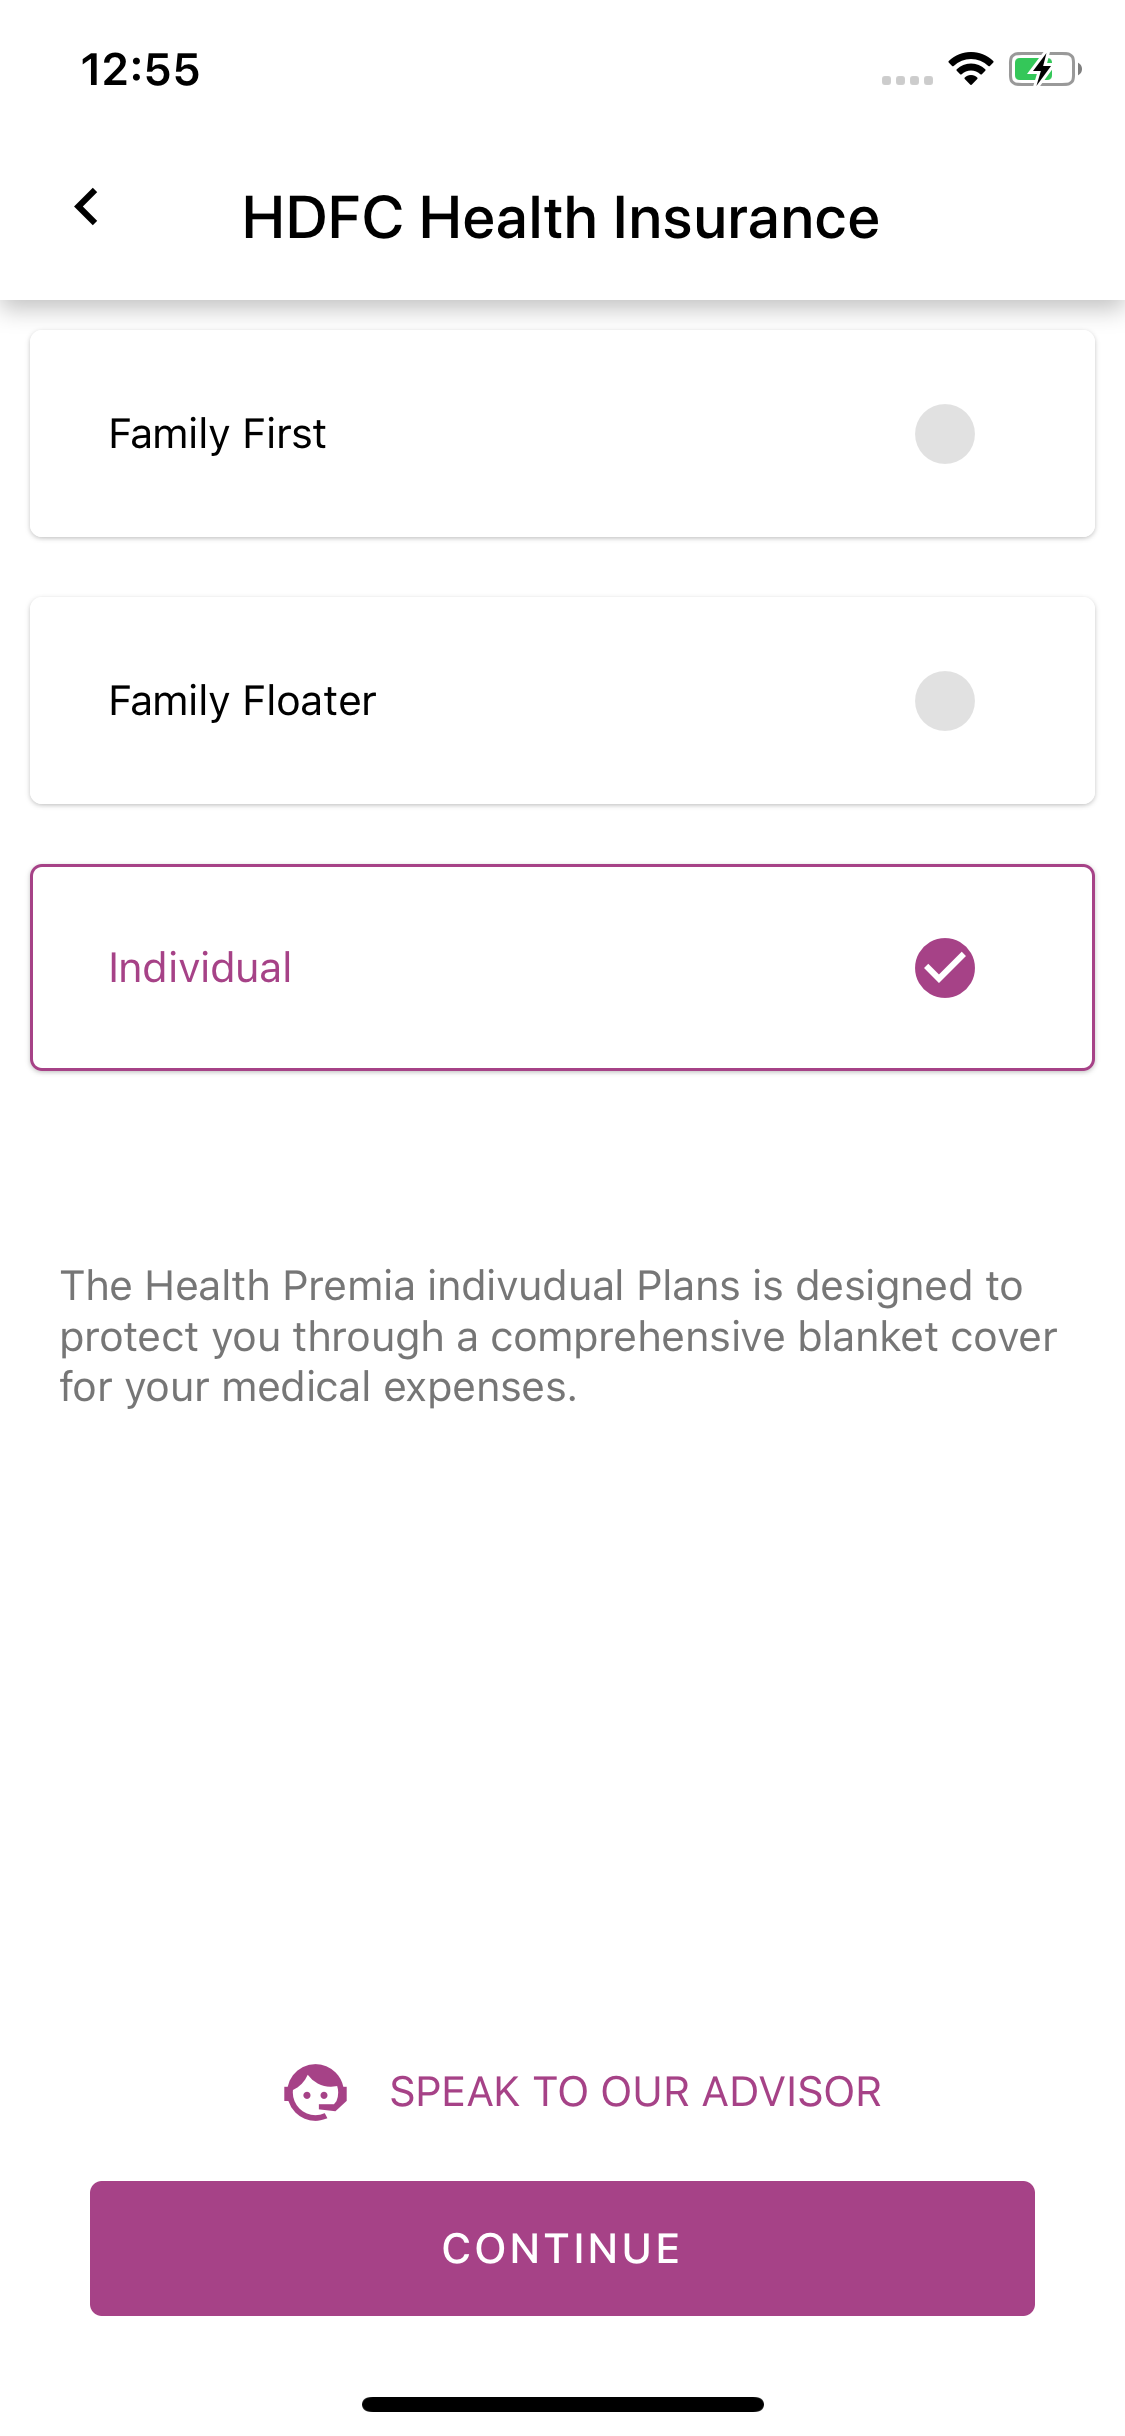 12:55
HDFC Health Insurance
Family First
Family Floater
Individual
The Health Premia indivudual Plans is designed to
protect you through a comprehensive blanket cover
for your medical expenses.
SPEAK TO OUR ADVISOR
CONTINUE